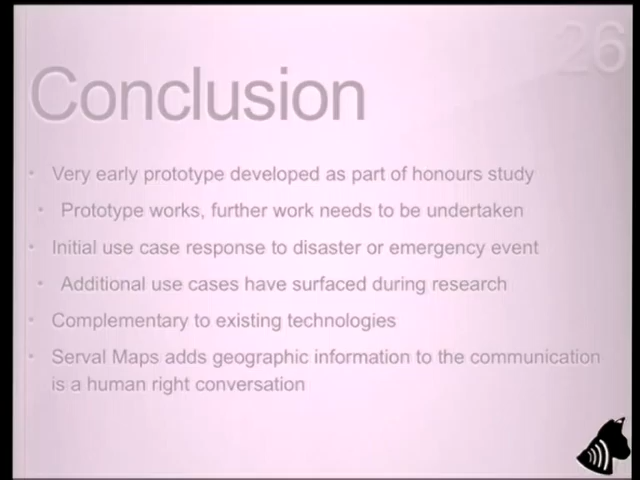 26
Conclusion
• Very early prototype developed as part of honours study
• Prototype works, further work needs to be undertaken
• Initial use case response to disaster or emergency event
• Additional use cases have surfaced during research
• Complementary to existing technologies
• Serval Maps adds geographic information to the communication
is a human right conversation